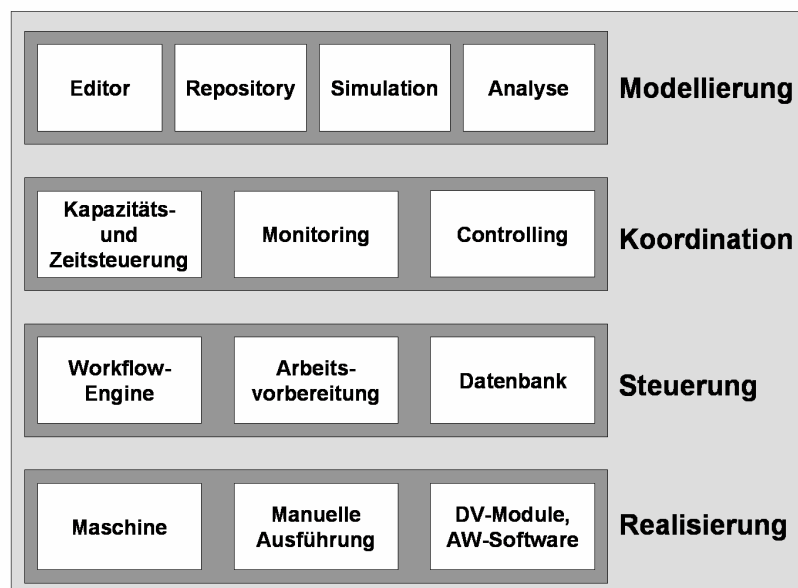 Editor
Repository
Simulation
Analyse
Modellierung
Kapazitäts-
und
Zeitsteuerung
Monitoring
Controlling
Koordination
Workflow-
Engine
Arbeits-
vorbereitung
Datenbank
Steuerung
Maschine
Manuelle
Ausführung
DV-Module,
AW-Software
Realisierung